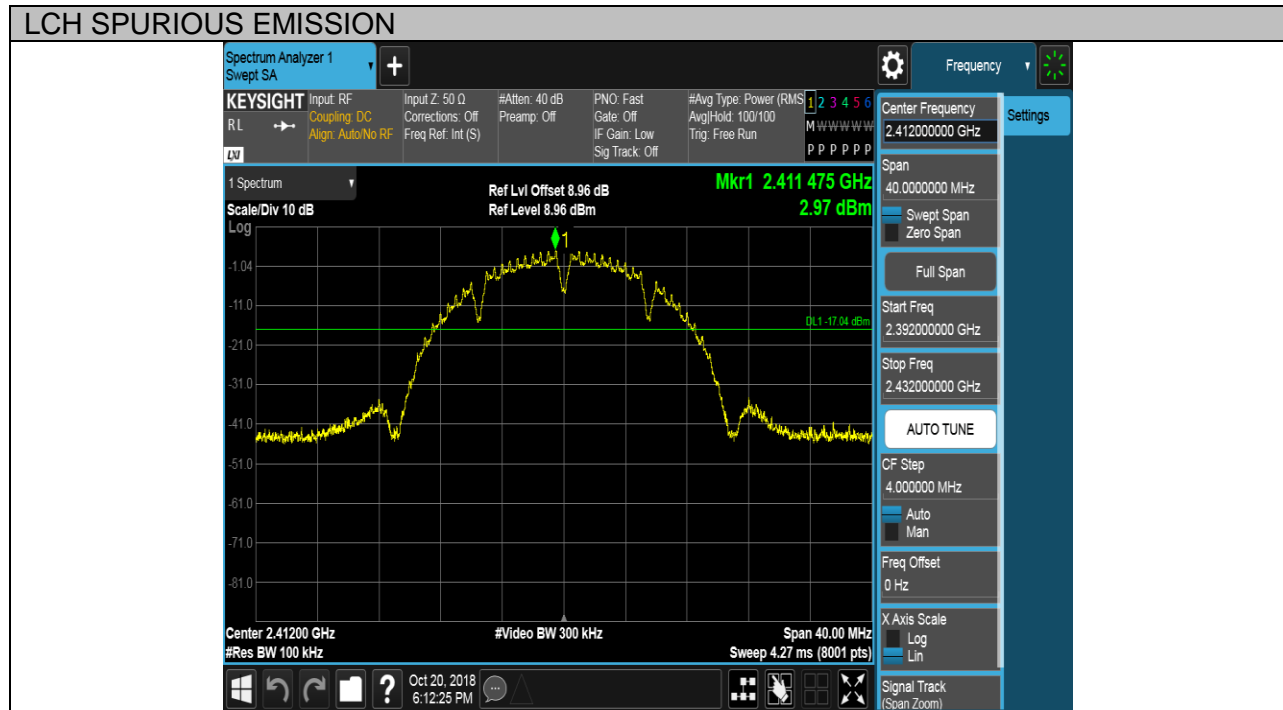 LCH SPURIOUS EMISSION
Spectrum Analyzer 1
Swept SA
+
Frequency
KEYSIGHT
RL
LXI
Input: RF
Coupling: DC
Align: Auto/No RF
Input Z: 50 Ω
Corrections: Off
Freq Ref: Int (S)
#Atten: 40 dB
Preamp: Off
PNO: Fast
Gate: Off
IF Gain: Low
Sig Track: Off
#Avg Type: Power (RMS
Avg|Hold: 100/100
Trig: Free Run
1 2 3 4 5 6
M W W W W W
P P P P P P
1 Spectrum
Scale/Div 10 dB
Ref Lvl Offset 8.96 dB
Ref Level 8.96 dBm
Mkr1 2.411 475 GHz
2.97 dBm
Log
1
-1.04
-11.0
DL1 -17.04 dBm
-21.0
-31.0
-41.0
-51.0
-61.0
-71.0
-81.0
Center 2.41200 GHz
#Video BW 300 kHz
Span 40.00 MHz
#Res BW 100 kHz
Sweep 4.27 ms (8001 pts)
?
Oct 20, 2018
6:12:25 PM
Center Frequency
2.412000000 GHz
Settings
Span
40.0000000 MHz
Swept Span
Zero Span
Full Span
Start Freq
2.392000000 GHz
Stop Freq
2.432000000 GHz
AUTO TUNE
CF Step
4.000000 MHz
Auto
Man
Freq Offset
0 Hz
X Axis Scale
Log
Lin
Signal Track
(Span Zoom)